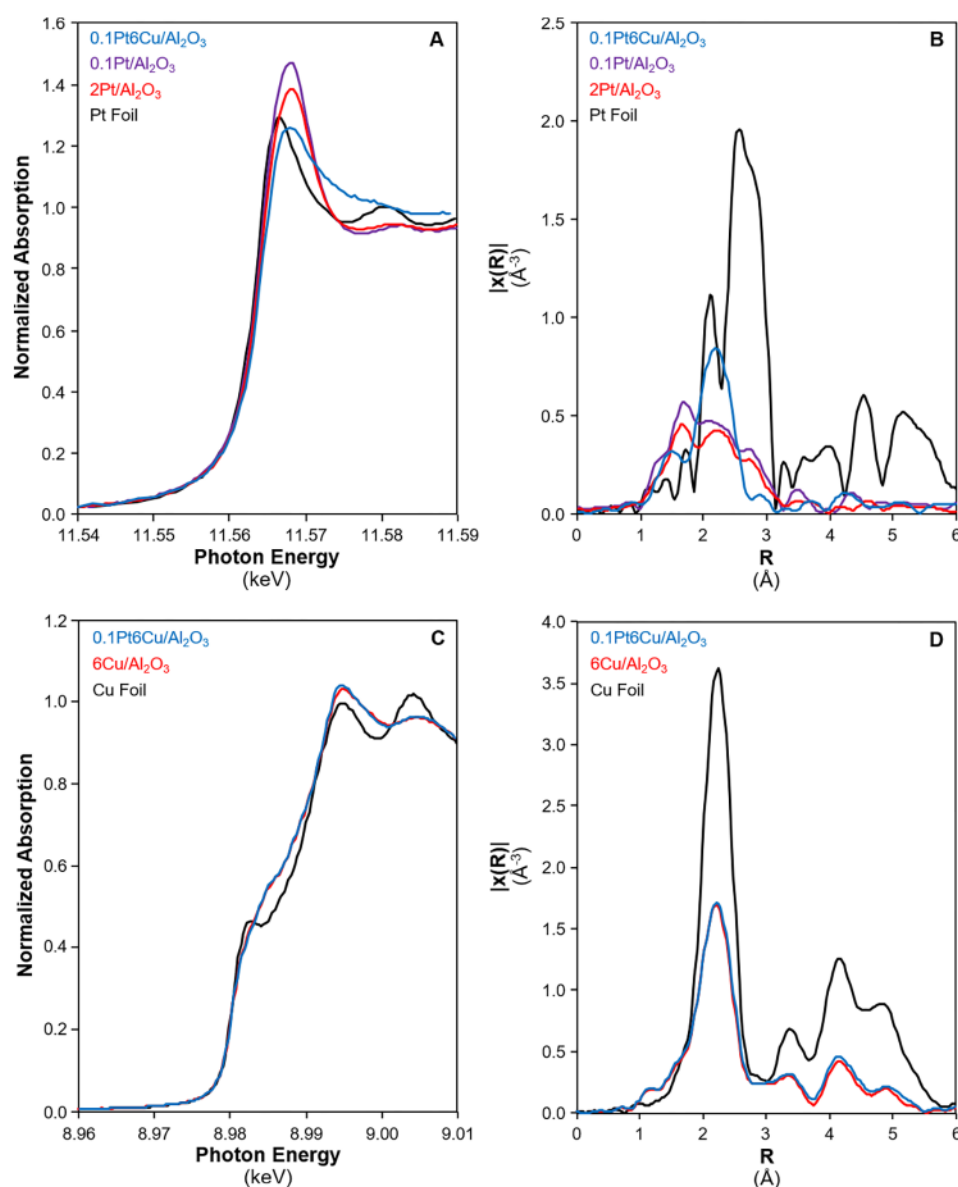 A
0.1Pt6Cu/Al₂O₃
0.1Pt/Al₂O₃
2Pt/Al₂O₃
Pt Foil
Normalized Absorption
1.6
1.4
1.2
1.0
0.8
0.6
0.4
0.2
0.0
11.54 11.55 11.56 11.57 11.58 11.59
Photon Energy
(keV)
B
0.1Pt6Cu/Al₂O₃
0.1Pt/Al₂O₃
2Pt/Al₂O₃
Pt Foil
|x(R)|
(Å⁻³)
2.5
2.0
1.5
1.0
0.5
0.0
0 1 2 3 4 5 6
R
(Å)
C
0.1Pt6Cu/Al₂O₃
6Cu/Al₂O₃
Cu Foil
Normalized Absorption
1.2
1.0
0.8
0.6
0.4
0.2
0.0
8.96 8.97 8.98 8.99 9.00 9.01
Photon Energy
(keV)
D
0.1Pt6Cu/Al₂O₃
6Cu/Al₂O₃
Cu Foil
|x(R)|
(Å⁻³)
4.0
3.5
3.0
2.5
2.0
1.5
1.0
0.5
0.0
0 1 2 3 4 5 6
R
(Å)